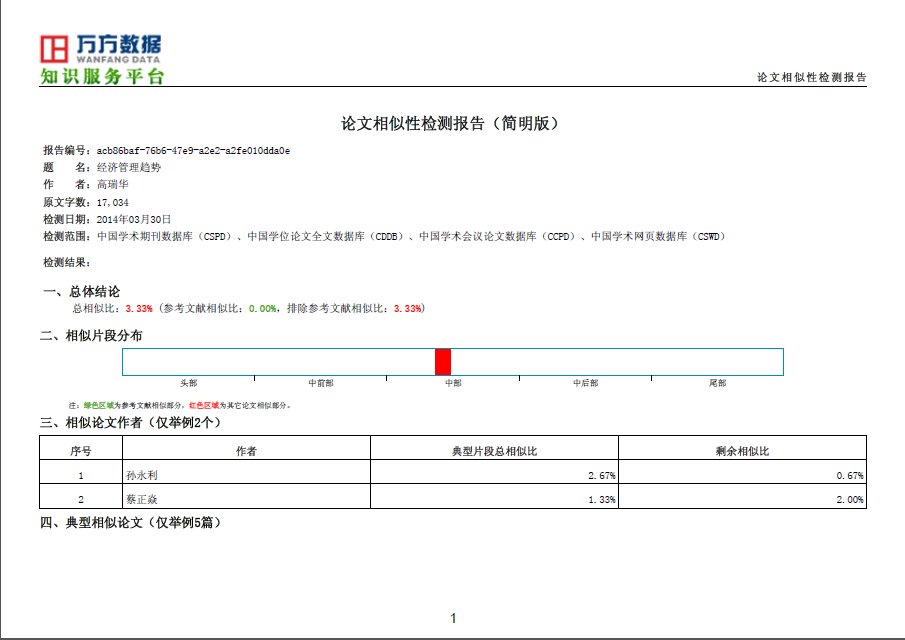 万方数据
WANFANG DATA
知识服务平台
论文相似性检测报告
论文相似性检测报告（简明版）
报告编号：acb86baf-76b6-47e9-a2e2-a2fe010dda0e
题　　名：经济管理趋势
作　　者：高瑞华
原文字数：17,034
检测日期：2014年03月30日
检测范围：中国学术期刊数据库（CSPD）、中国学位论文全文数据库（CDDB）、中国学术会议论文数据库（CCPD）、中国学术网页数据库（CSWD）
检测结果：
一、总体结论
总相似比：3.33%（参考文献相似比：0.00%，排除参考文献相似比：3.33%）
二、相似片段分布
头部 中前部 中部 中后部 尾部
注：绿色区域为参考文献相似部分，红色区域为其它论文相似部分。
三、相似论文作者（仅举例2个）
序号 作者 典型片段总相似比 剩余相似比
1 孙永利 2.67% 0.67%
2 蔡正焱 1.33% 2.00%
四、典型相似论文（仅举例5篇）
1